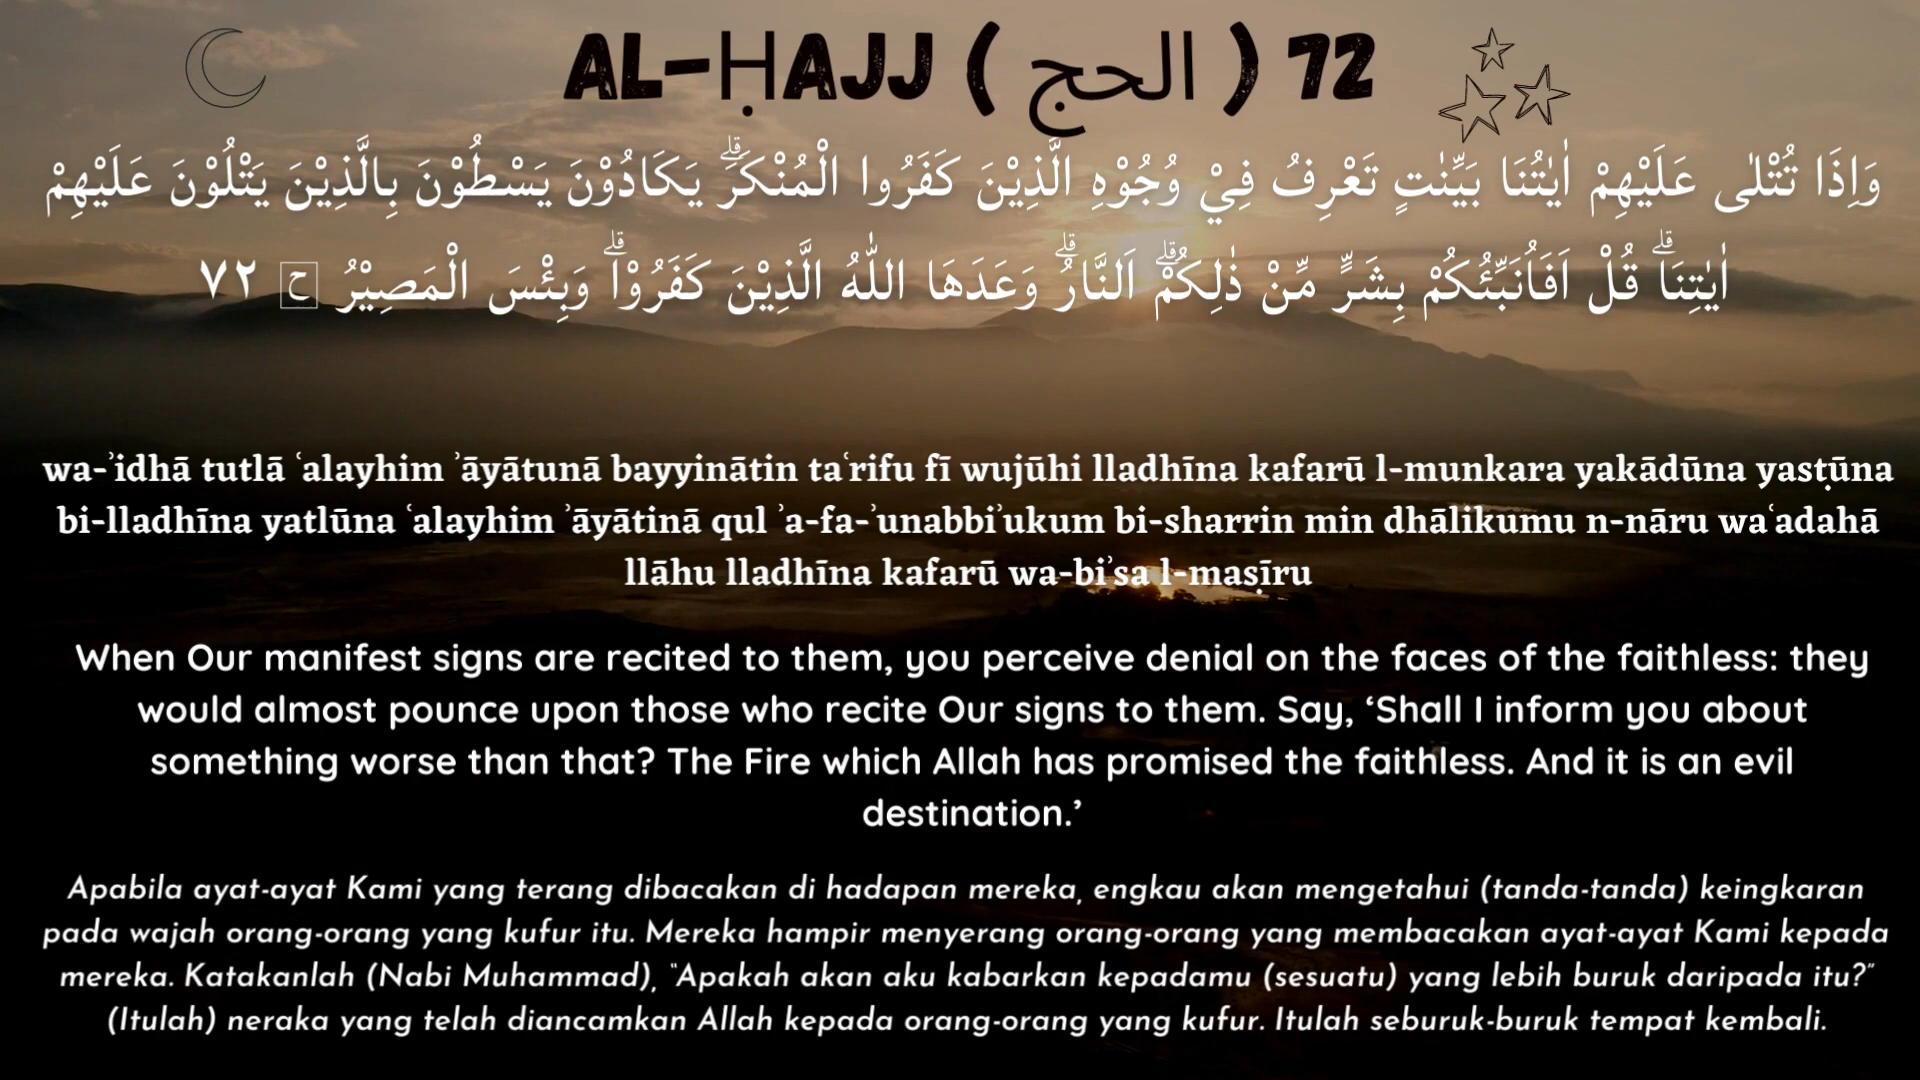 AL-ḤAJJ ( الحج ) 72
وَاِذَا تُتْلٰى عَلَيْهِمْ اٰيٰتُنَا بَيِّنٰتٍ تَعْرِفُ فِيْ وُجُوْهِ الَّذِيْنَ كَفَرُوا الْمُنْكَرَۗ يَكَادُوْنَ يَسْطُوْنَ بِالَّذِيْنَ يَتْلُوْنَ عَلَيْهِمْ
اٰيٰتِنَاۗ قُلْ اَفَاُنَبِّئُكُمْ بِشَرٍّ مِّنْ ذٰلِكُمْۗ اَلنَّارُۗ وَعَدَهَا اللّٰهُ الَّذِيْنَ كَفَرُوْاۗ وَبِئْسَ الْمَصِيْرُ ح ٧٢
wa-ʾidhā tutlā ʿalayhim ʾāyātunā bayyinātin taʿrifu fī wujūhi lladhīna kafarū l-munkara yakādūna yasṭūna
bi-lladhīna yatlūna ʿalayhim ʾāyātinā qul ʾa-fa-ʾunabbiʾukum bi-sharrin min dhālikumu n-nāru waʿadahā
llāhu lladhīna kafarū wa-biʾsa l-maṣīru
When Our manifest signs are recited to them, you perceive denial on the faces of the faithless: they
would almost pounce upon those who recite Our signs to them. Say, ‘Shall I inform you about
something worse than that? The Fire which Allah has promised the faithless. And it is an evil
destination.’
Apabila ayat-ayat Kami yang terang dibacakan di hadapan mereka, engkau akan mengetahui (tanda-tanda) keingkaran
pada wajah orang-orang yang kufur itu. Mereka hampir menyerang orang-orang yang membacakan ayat-ayat Kami kepada
mereka. Katakanlah (Nabi Muhammad), “Apakah akan aku kabarkan kepadamu (sesuatu) yang lebih buruk daripada itu?”
(Itulah) neraka yang telah diancamkan Allah kepada orang-orang yang kufur. Itulah seburuk-buruk tempat kembali.